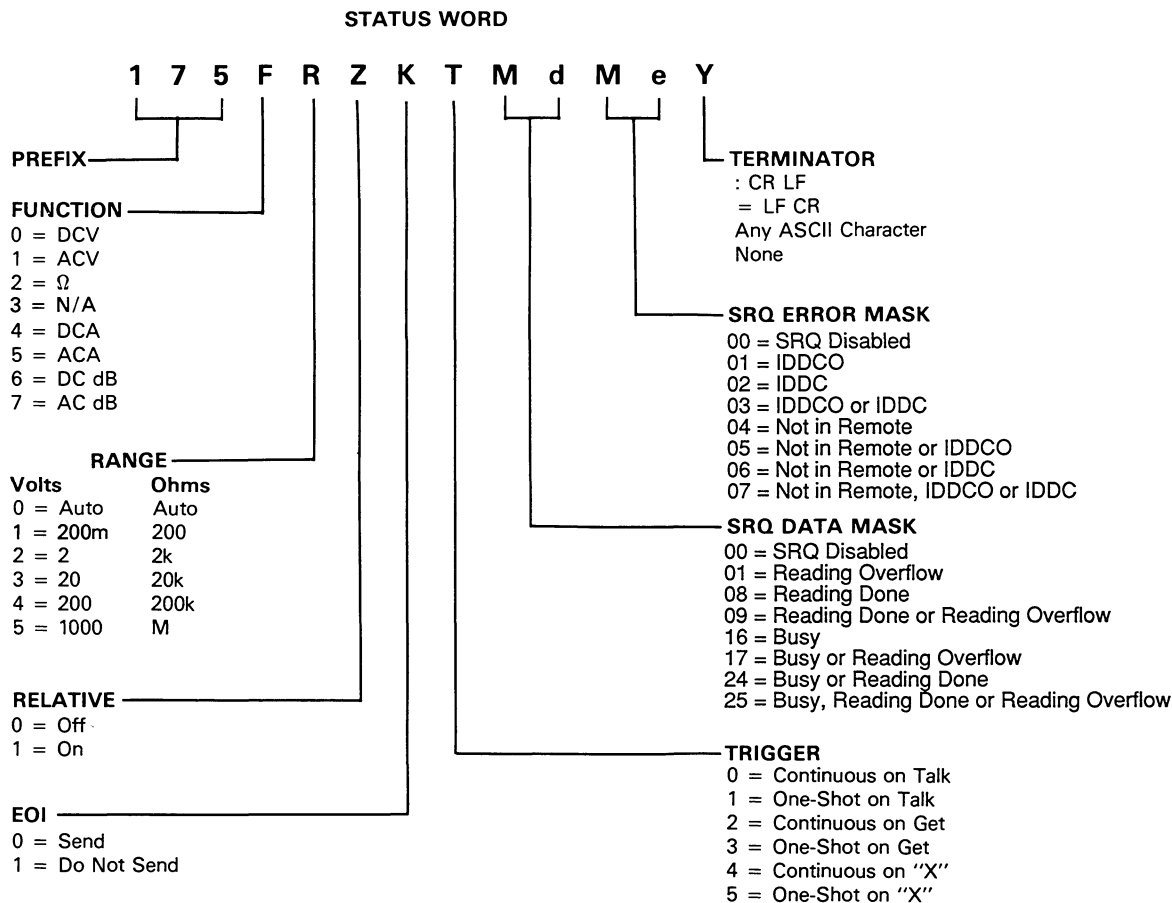 STATUS WORD
1 7 5 F R Z K T M d M e Y
PREFIX
FUNCTION
0 = DCV
1 = ACV
2 = Ω
3 = N/A
4 = DCA
5 = ACA
6 = DC dB
7 = AC dB
RANGE
Volts Ohms
0 = Auto Auto
1 = 200m 200
2 = 2 2k
3 = 20 20k
4 = 200 200k
5 = 1000 M
RELATIVE
0 = Off
1 = On
EOI
0 = Send
1 = Do Not Send
TERMINATOR
: CR LF
= LF CR
Any ASCII Character
None
SRQ ERROR MASK
00 = SRQ Disabled
01 = IDDCO
02 = IDDC
03 = IDDCO or IDDC
04 = Not in Remote
05 = Not in Remote or IDDCO
06 = Not in Remote or IDDC
07 = Not in Remote, IDDCO or IDDC
SRQ DATA MASK
00 = SRQ Disabled
01 = Reading Overflow
08 = Reading Done
09 = Reading Done or Reading Overflow
16 = Busy
17 = Busy or Reading Overflow
24 = Busy or Reading Done
25 = Busy, Reading Done or Reading Overflow
TRIGGER
0 = Continuous on Talk
1 = One-Shot on Talk
2 = Continuous on Get
3 = One-Shot on Get
4 = Continuous on "X"
5 = One-Shot on "X"